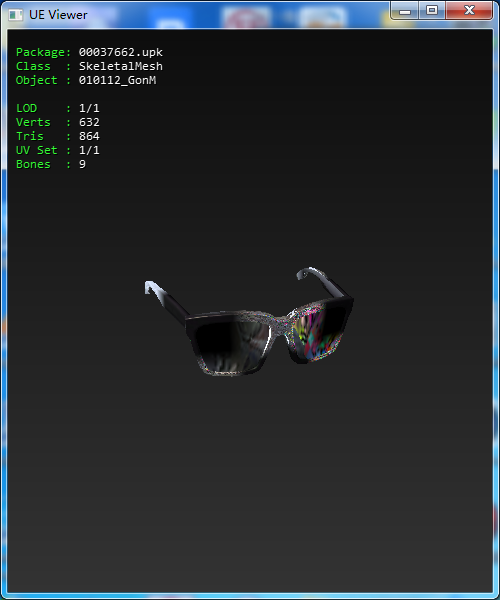 UE Viewer
Package: 00037662.upk
Class  : SkeletalMesh
Object : 010112_GonM
LOD    : 1/1
Verts  : 632
Tris   : 864
UV Set : 1/1
Bones  : 9